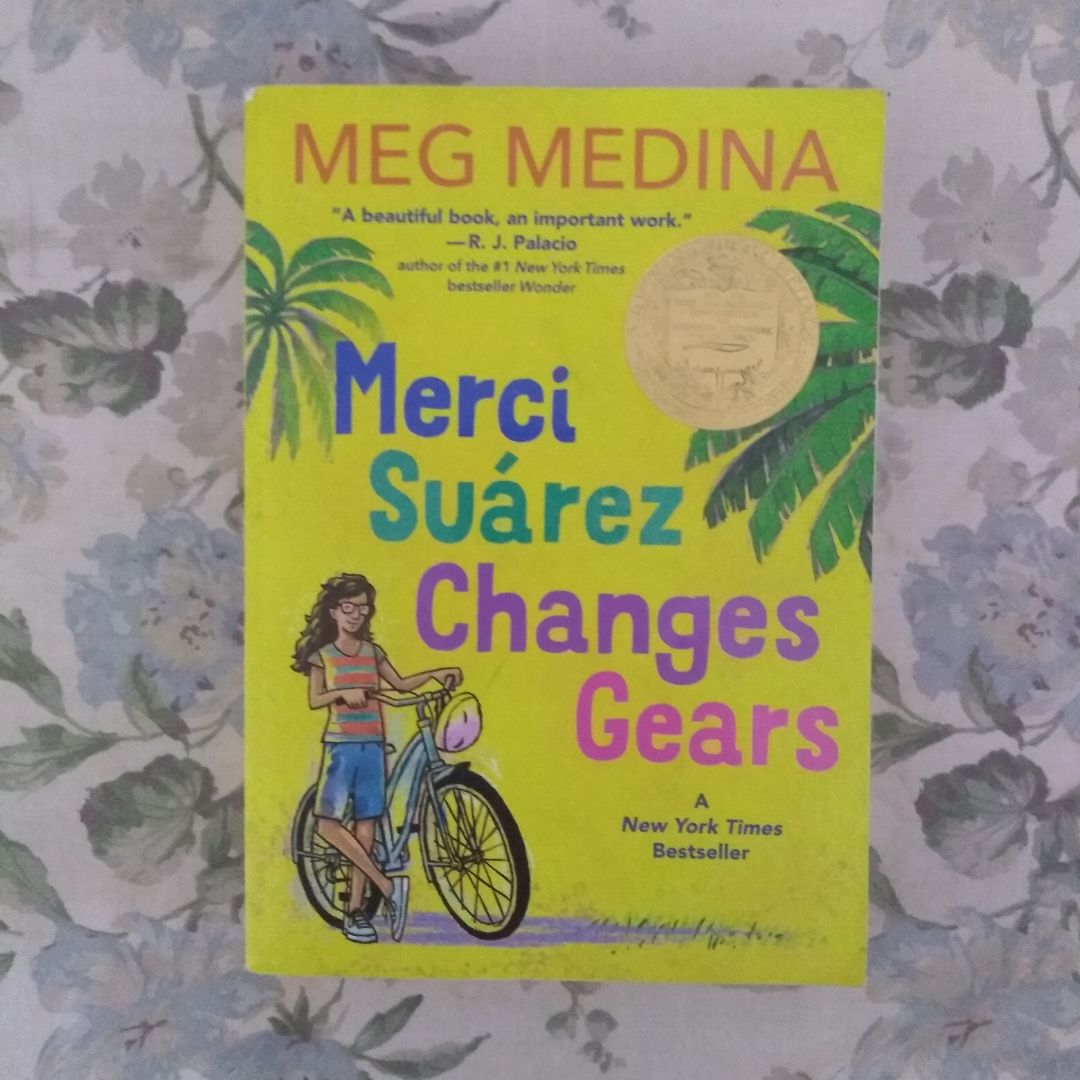 MEG MEDINA
"A beautiful book, an important work."
—R. J. Palacio
author of the #1 New York Times
bestseller Wonder
Merci
Suárez
Changes
Gears
A
New York Times
Bestseller